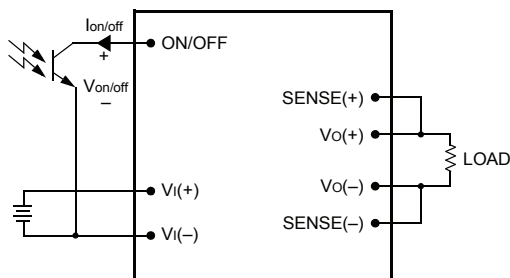 Ion/off
ON/OFF
+
Von/off
–
SENSE(+)
VO(+)
LOAD
VO(–)
SENSE(–)
VI(+)
VI(–)